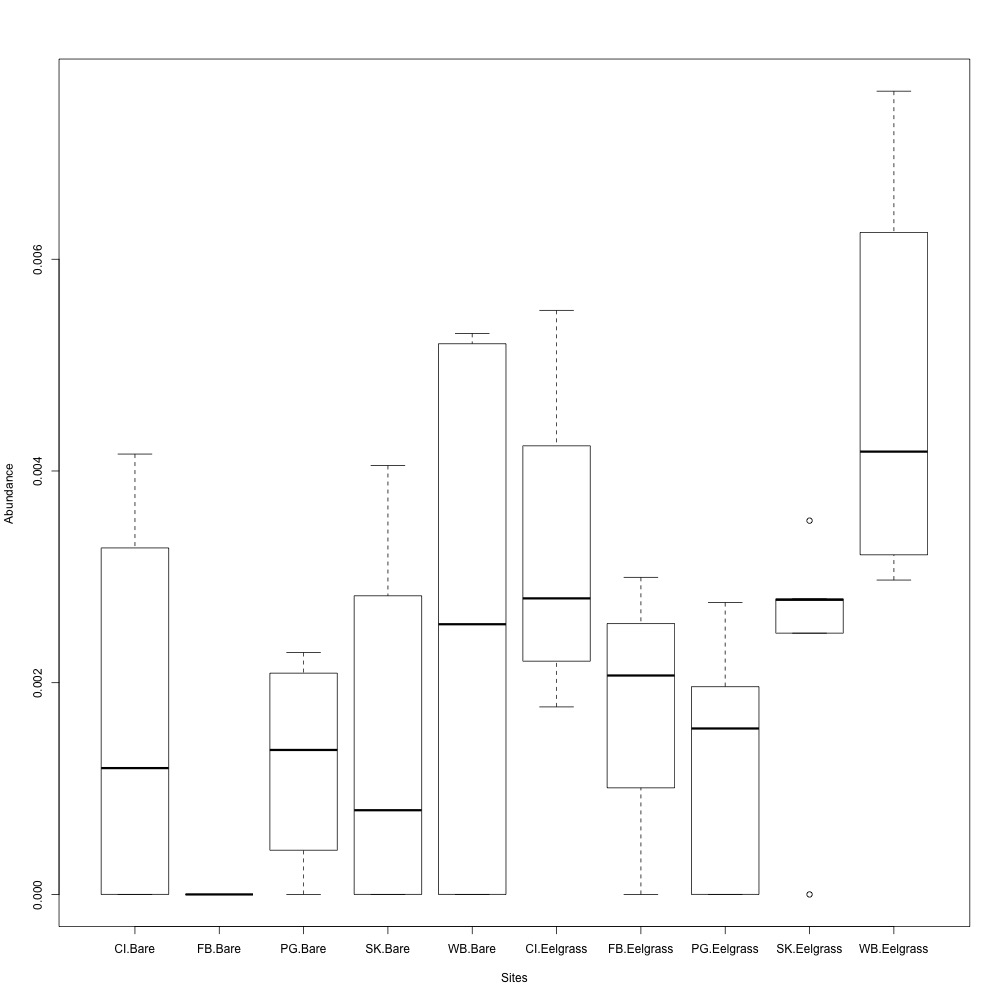 Abundance
0.006
0.004
0.002
0.000
CI.Bare FB.Bare PG.Bare SK.Bare WB.Bare CI.Eelgrass FB.Eelgrass PG.Eelgrass SK.Eelgrass WB.Eelgrass
Sites